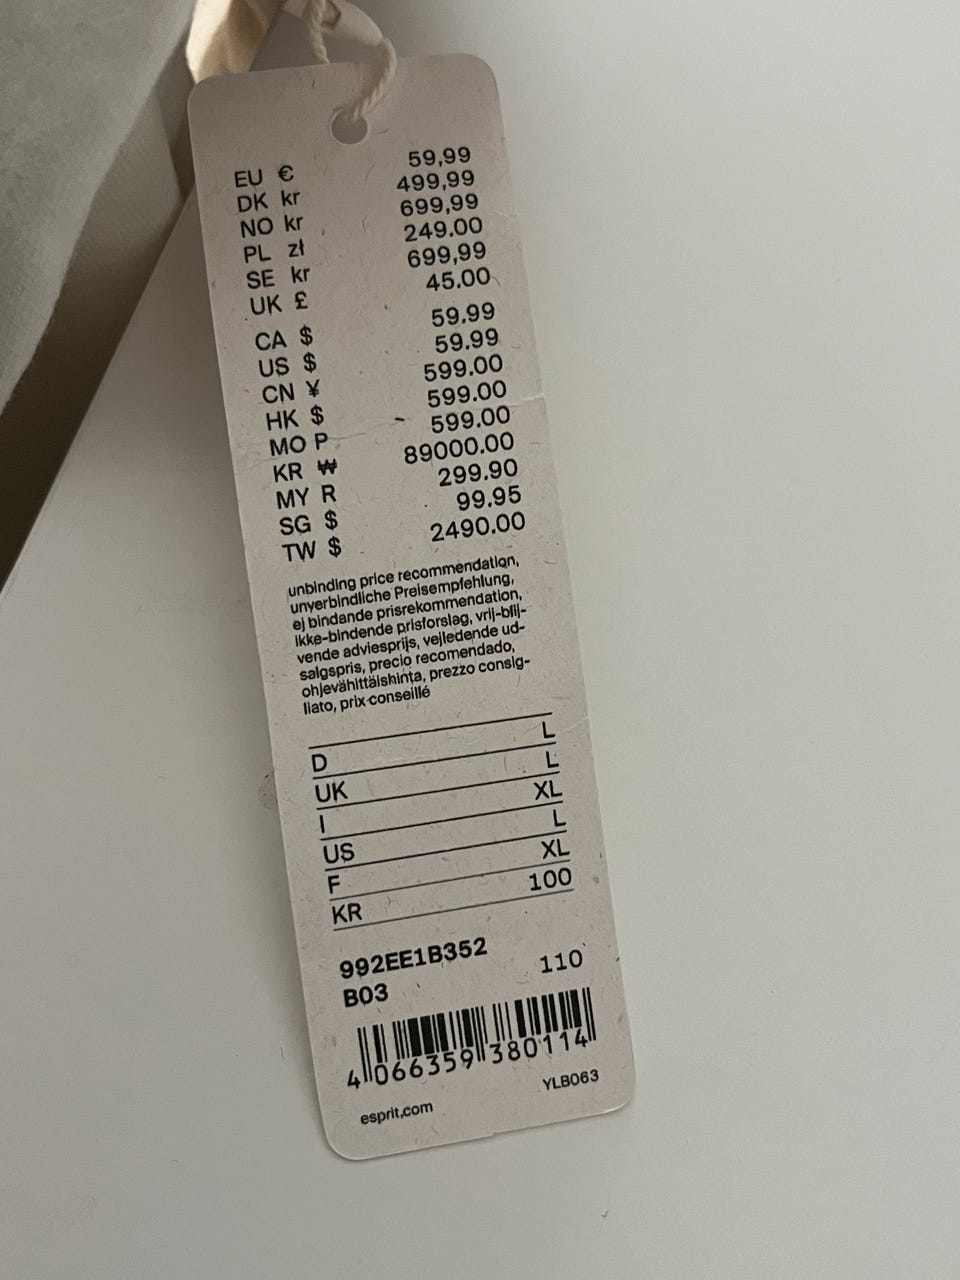 EU € 59,99
DK kr 499,99
NO kr 699,99
PL zł 249.00
SE kr 699,99
UK £ 45.00
CA $ 59.99
US $ 59.99
CN ¥ 599.00
HK $ 599.00
MO P 599.00
KR ₩ 89000.00
MY R 299.90
SG $ 99.95
TW $ 2490.00
unbinding price recommendation,
unverbindliche Preisempfehlung,
ej bindande prisrekommendation,
ikke-bindende prisforslag, vrij-blij-
vende adviesprijs, vejledende ud-
salgspris, precio recomendado,
ohjevähittäishinta, prezzo consig-
liato, prix conseillé
D L
UK L
I XL
US L
F XL
KR 100
992EE1B352
B03 110
4 066359 380114
esprit.com YLB063